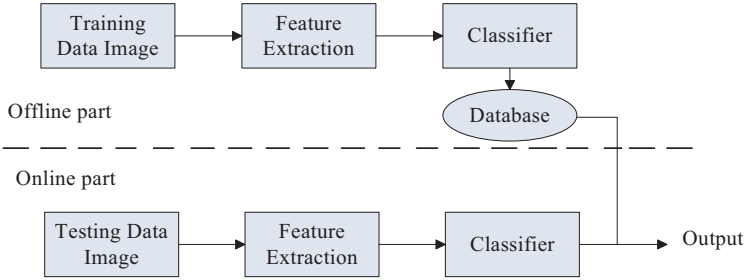 Training
Data Image
Feature
Extraction
Classifier
Database
Offline part
Online part
Testing Data
Image
Feature
Extraction
Classifier
Output